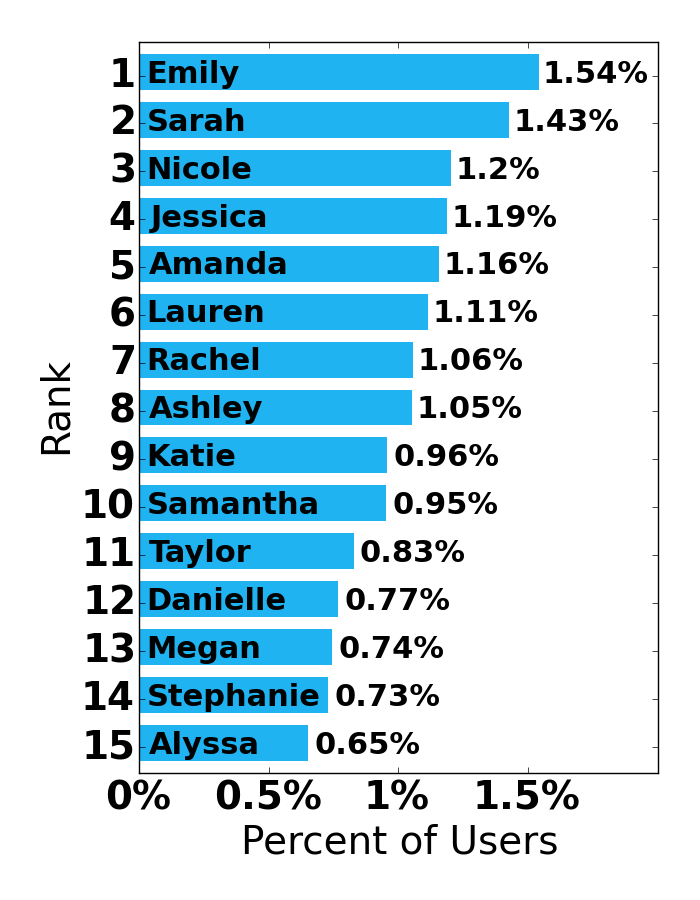 1 Emily 1.54%
2 Sarah 1.43%
3 Nicole 1.2%
4 Jessica 1.19%
5 Amanda 1.16%
6 Lauren 1.11%
7 Rachel 1.06%
8 Ashley 1.05%
9 Katie 0.96%
10 Samantha 0.95%
11 Taylor 0.83%
12 Danielle 0.77%
13 Megan 0.74%
14 Stephanie 0.73%
15 Alyssa 0.65%
Rank
0% 0.5% 1% 1.5%
Percent of Users